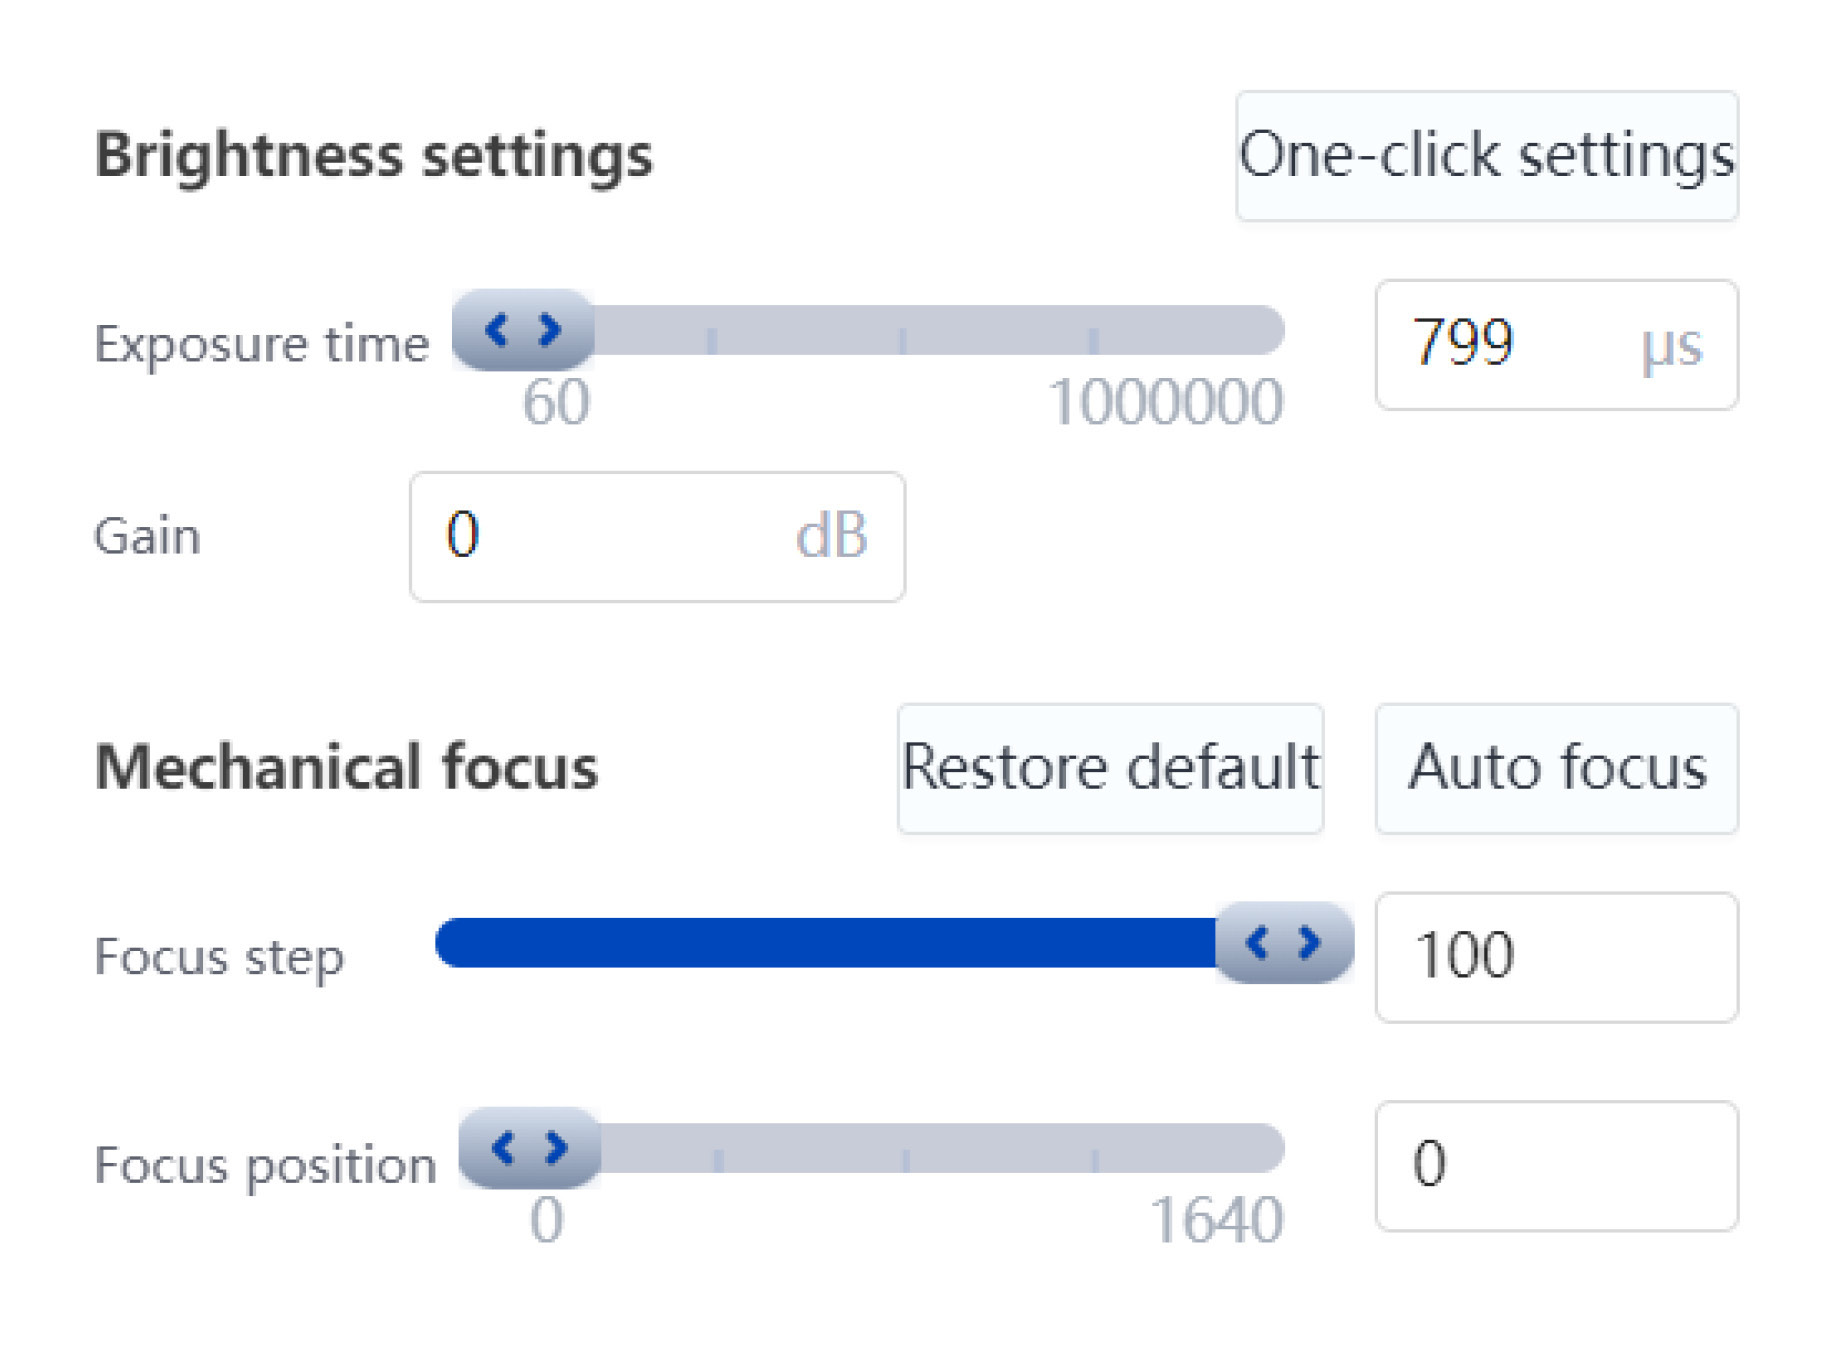 Brightness settings One-click settings
Exposure time 799 µs
60 1000000
Gain 0 dB
Mechanical focus Restore default Auto focus
Focus step 100
Focus position 0
0 1640